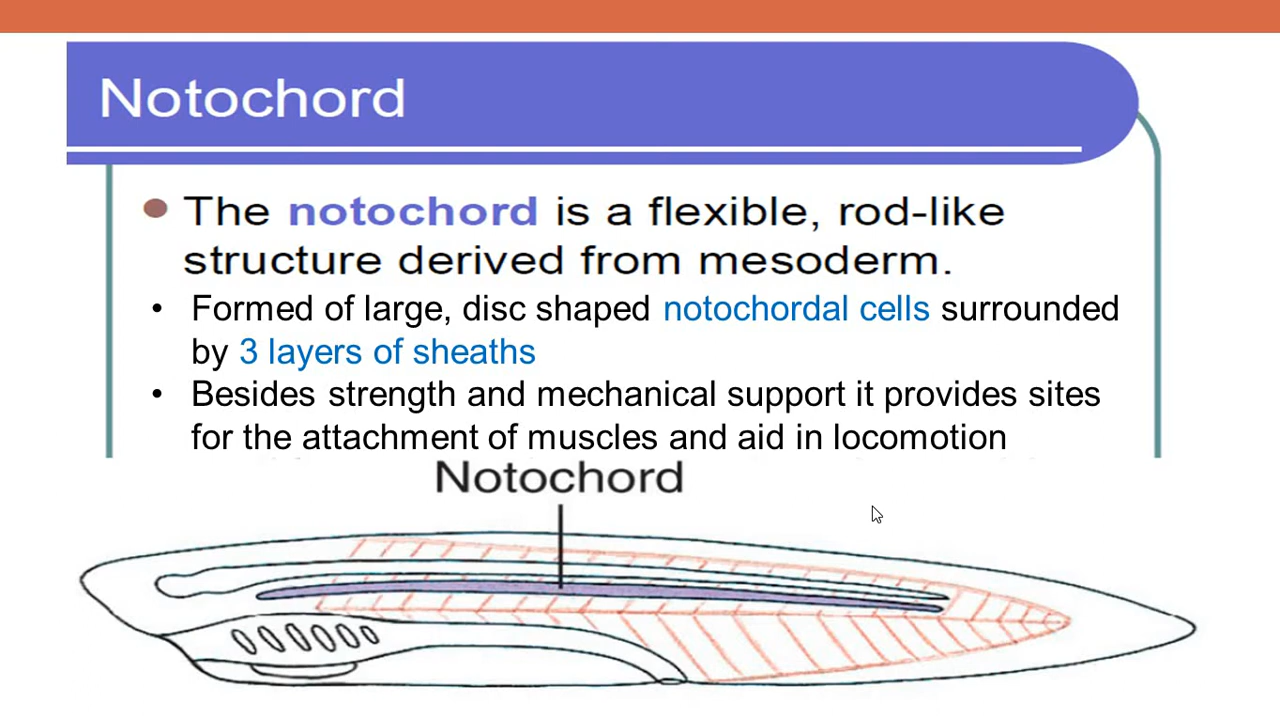 Notochord
The notochord is a flexible, rod-like
structure derived from mesoderm.
• Formed of large, disc shaped notochordal cells surrounded
by 3 layers of sheaths
• Besides strength and mechanical support it provides sites
for the attachment of muscles and aid in locomotion
Notochord